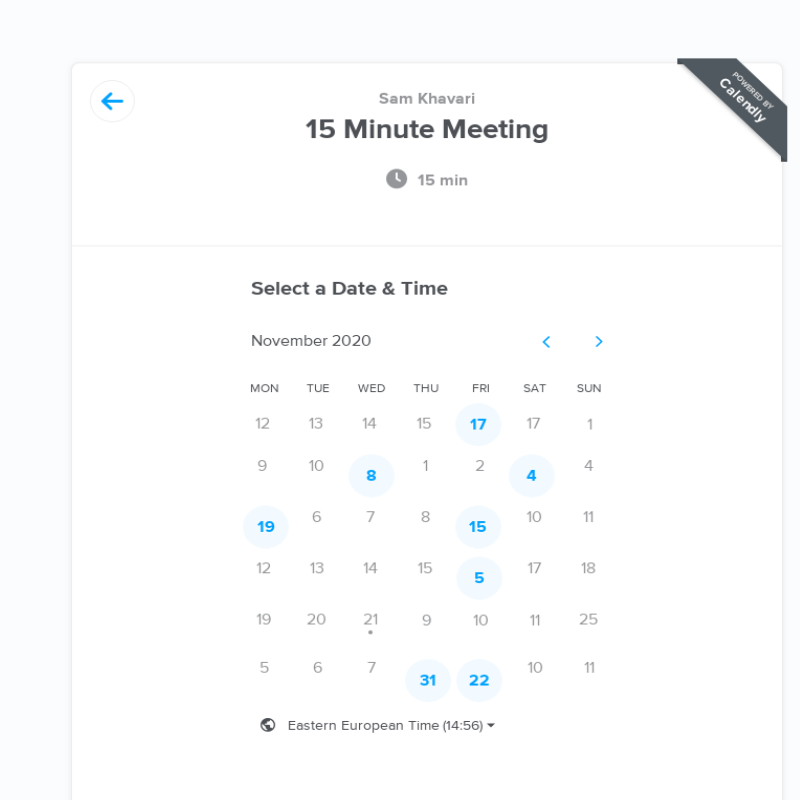 POWERED BY
Calendly
Sam Khavari
15 Minute Meeting
15 min
Select a Date & Time
November 2020
MON TUE WED THU FRI SAT SUN
12 13 14 15 17 17 1
9 10 8 1 2 4 4
19 6 7 8 15 10 11
12 13 14 15 5 17 18
19 20 21 9 10 11 25
5 6 7 31 22 10 11
Eastern European Time (14:56)